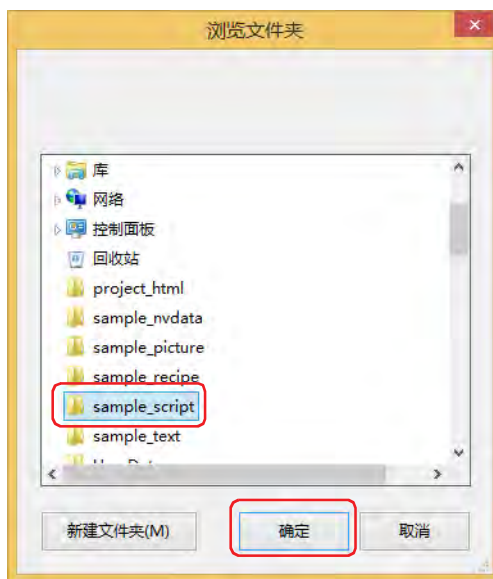 浏览文件夹
库
网络
控制面板
回收站
project_html
sample_nvdata
sample_picture
sample_recipe
sample_script
sample_text
新建文件夹(M)
确定
取消